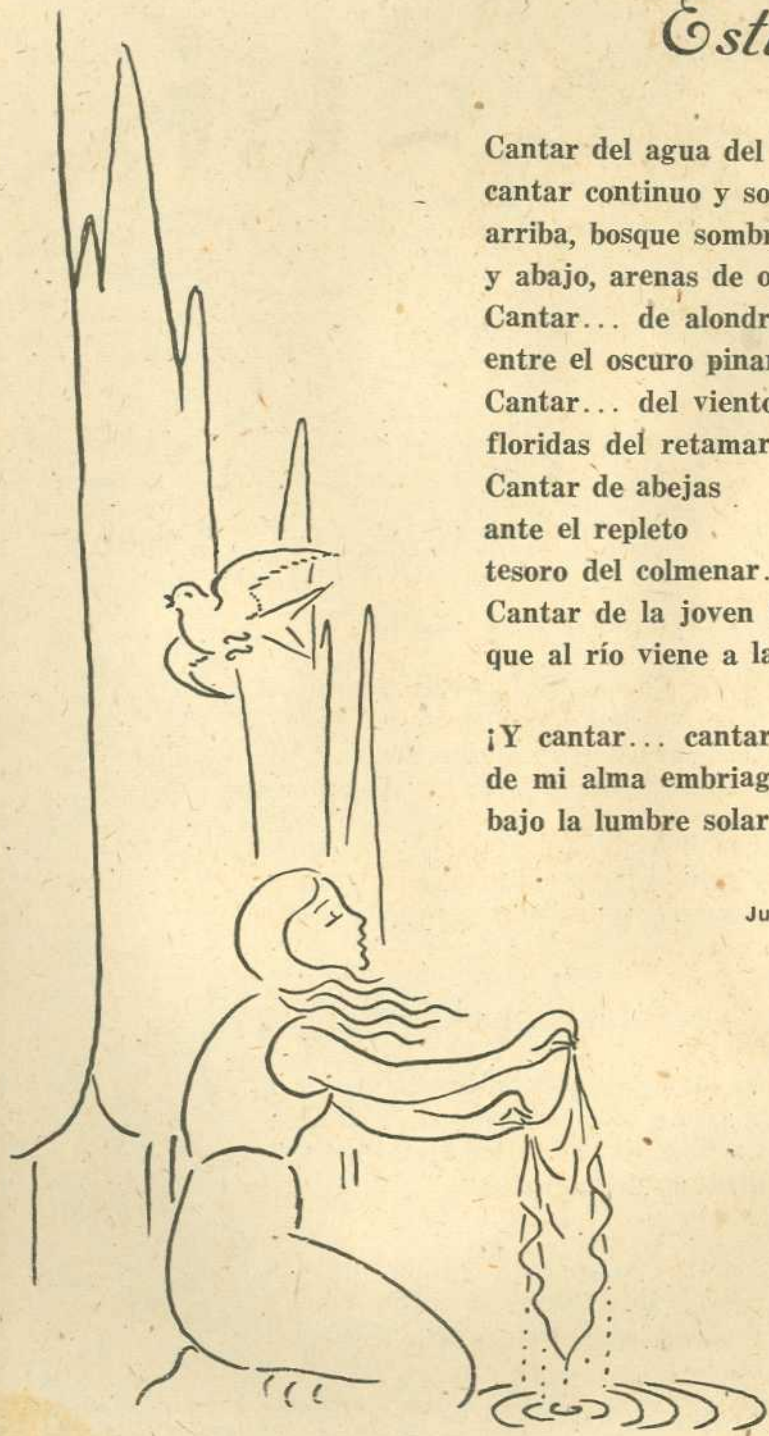 Esti
Cantar del agua del
cantar continuo y so
arriba, bosque sombr
y abajo, arenas de o
Cantar... de alondr
entre el oscuro pinar
Cantar... del viento
floridas del retamar
Cantar de abejas
ante el repleto
tesoro del colmenar.
Cantar de la joven
que al río viene a la
¡Y cantar... cantar
de mi alma embriag
bajo la lumbre solar
Ju